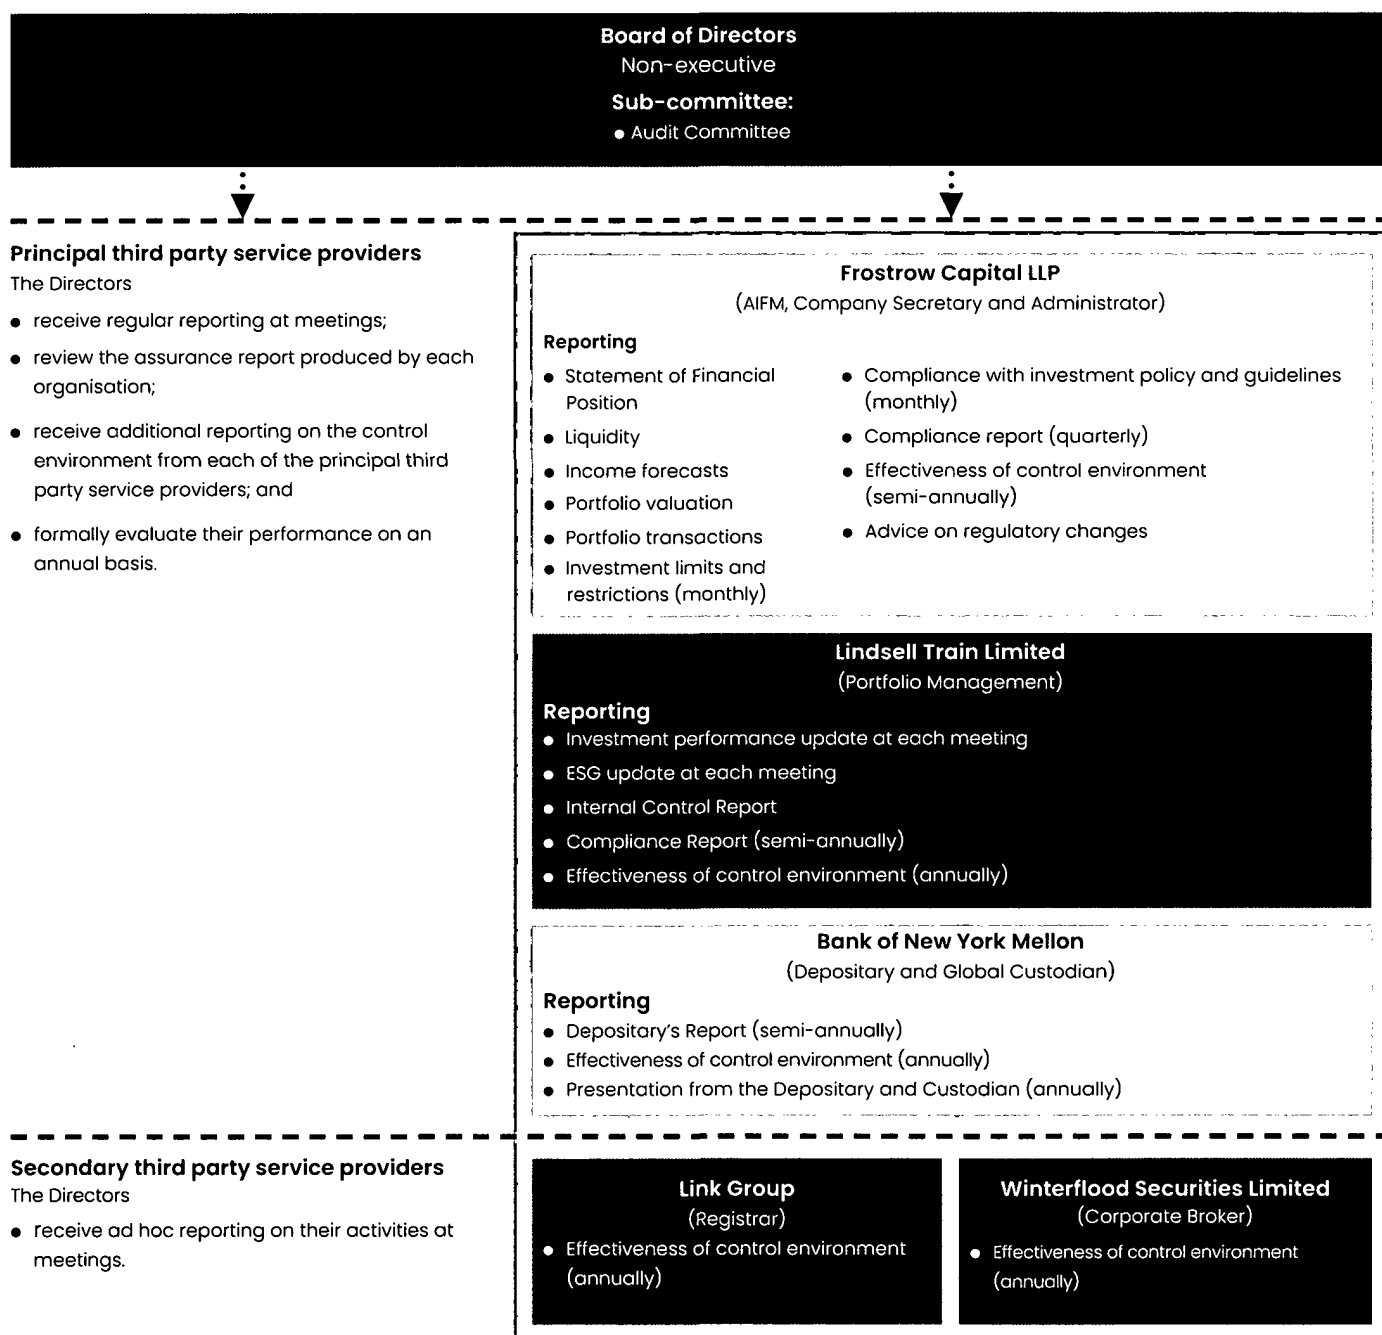 Board of Directors
Non-executive
Sub-committee:
● Audit Committee
Principal third party service providers
The Directors
● receive regular reporting at meetings;
● review the assurance report produced by each
organisation;
● receive additional reporting on the control
environment from each of the principal third
party service providers; and
● formally evaluate their performance on an
annual basis.
Frostrow Capital LLP
(AIFM, Company Secretary and Administrator)
Reporting
● Statement of Financial
Position
● Liquidity
● Income forecasts
● Portfolio valuation
● Portfolio transactions
● Investment limits and
restrictions (monthly)
● Compliance with investment policy and guidelines
(monthly)
● Compliance report (quarterly)
● Effectiveness of control environment
(semi-annually)
● Advice on regulatory changes
Lindsell Train Limited
(Portfolio Management)
Reporting
● Investment performance update at each meeting
● ESG update at each meeting
● Internal Control Report
● Compliance Report (semi-annually)
● Effectiveness of control environment (annually)
Bank of New York Mellon
(Depositary and Global Custodian)
Reporting
● Depositary's Report (semi-annually)
● Effectiveness of control environment (annually)
● Presentation from the Depositary and Custodian (annually)
Secondary third party service providers
The Directors
● receive ad hoc reporting on their activities at
meetings.
Link Group
(Registrar)
● Effectiveness of control environment
(annually)
Winterflood Securities Limited
(Corporate Broker)
● Effectiveness of control environment
(annually)